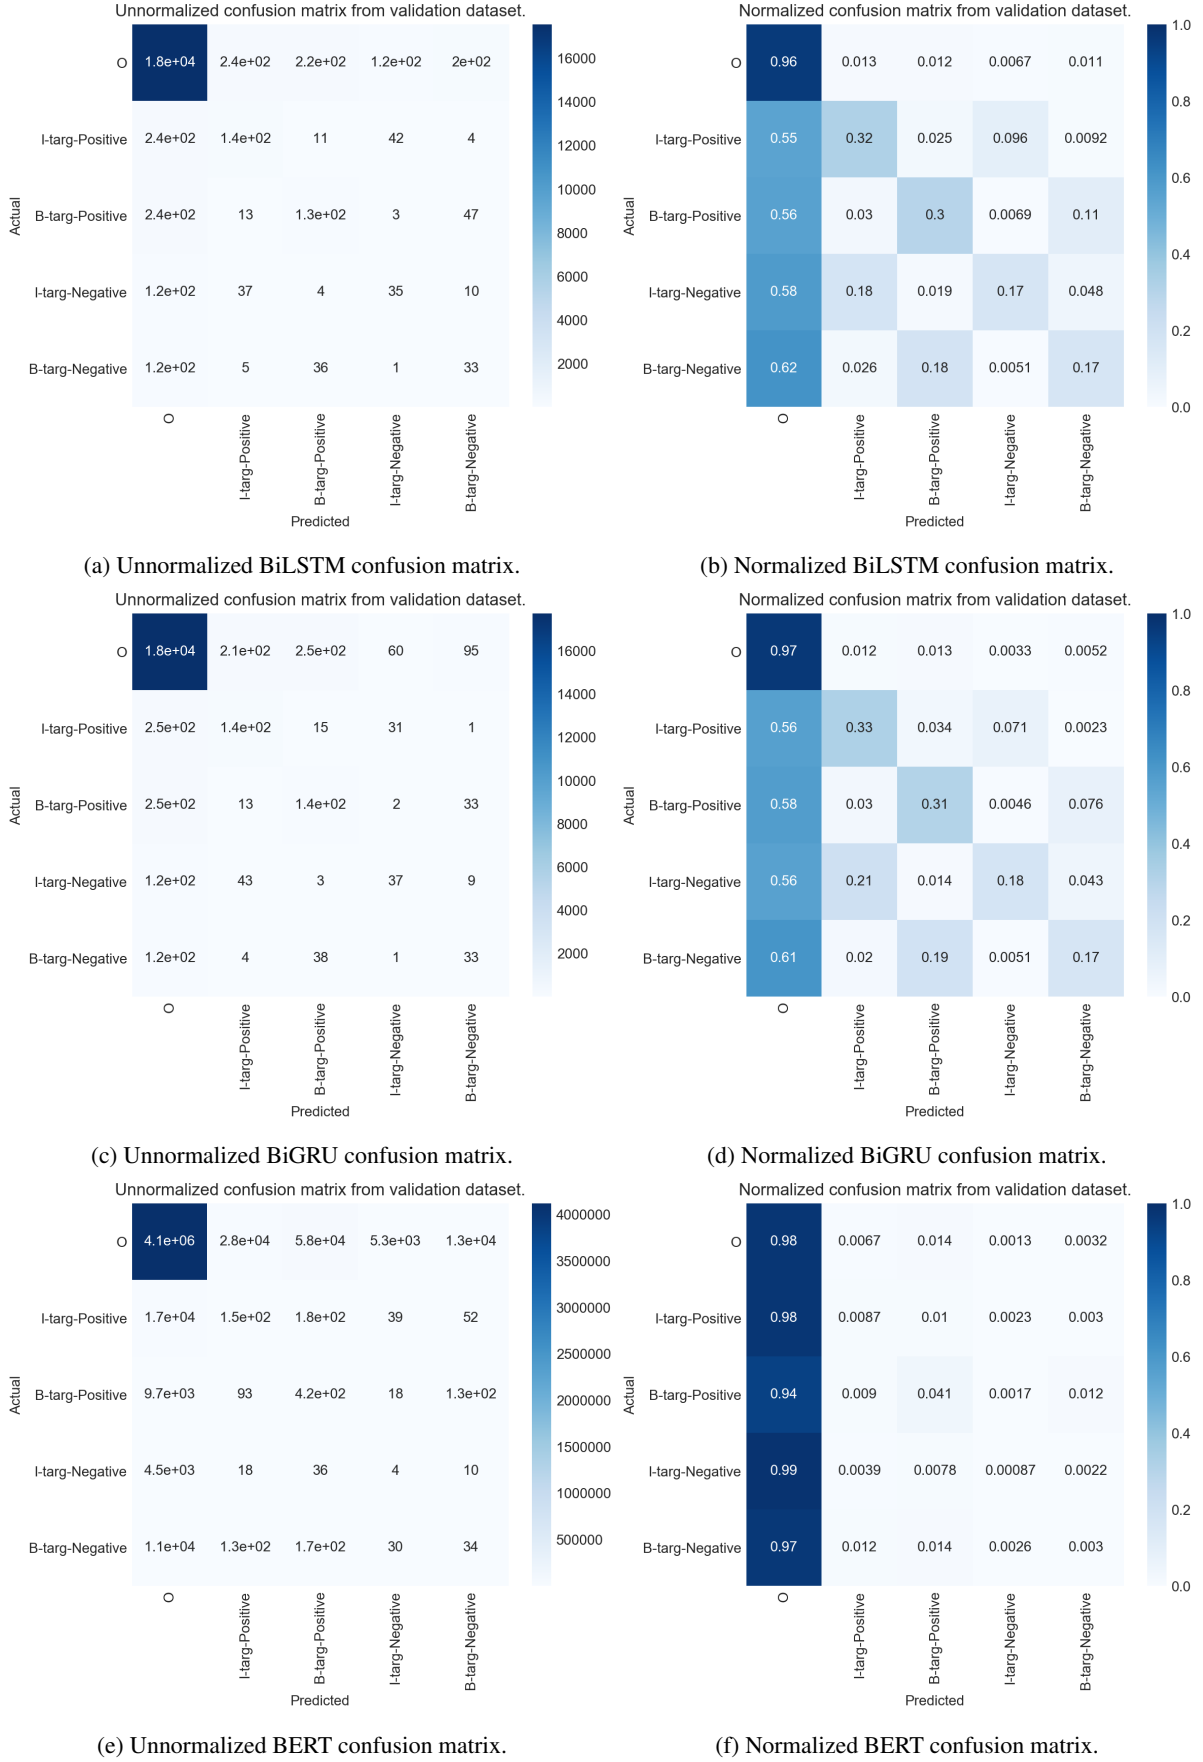 Unnormalized confusion matrix from validation dataset.
O 1.8e+04 2.4e+02 2.2e+02 1.2e+02 2e+02
I-targ-Positive 2.4e+02 1.4e+02 11 42 4
B-targ-Positive 2.4e+02 13 1.3e+02 3 47
I-targ-Negative 1.2e+02 37 4 35 10
B-targ-Negative 1.2e+02 5 36 1 33
Actual
O I-targ-Positive B-targ-Positive I-targ-Negative B-targ-Negative
Predicted
16000
14000
12000
10000
8000
6000
4000
2000
(a) Unnormalized BiLSTM confusion matrix.
Normalized confusion matrix from validation dataset.
O 0.96 0.013 0.012 0.0067 0.011
I-targ-Positive 0.55 0.32 0.025 0.096 0.0092
B-targ-Positive 0.56 0.03 0.3 0.0069 0.11
I-targ-Negative 0.58 0.18 0.019 0.17 0.048
B-targ-Negative 0.62 0.026 0.18 0.0051 0.17
Actual
O I-targ-Positive B-targ-Positive I-targ-Negative B-targ-Negative
Predicted
1.0
0.8
0.6
0.4
0.2
0.0
(b) Normalized BiLSTM confusion matrix.
Unnormalized confusion matrix from validation dataset.
O 1.8e+04 2.1e+02 2.5e+02 60 95
I-targ-Positive 2.5e+02 1.4e+02 15 31 1
B-targ-Positive 2.5e+02 13 1.4e+02 2 33
I-targ-Negative 1.2e+02 43 3 37 9
B-targ-Negative 1.2e+02 4 38 1 33
Actual
O I-targ-Positive B-targ-Positive I-targ-Negative B-targ-Negative
Predicted
16000
14000
12000
10000
8000
6000
4000
2000
(c) Unnormalized BiGRU confusion matrix.
Normalized confusion matrix from validation dataset.
O 0.97 0.012 0.013 0.0033 0.0052
I-targ-Positive 0.56 0.33 0.034 0.071 0.0023
B-targ-Positive 0.58 0.03 0.31 0.0046 0.076
I-targ-Negative 0.56 0.21 0.014 0.18 0.043
B-targ-Negative 0.61 0.02 0.19 0.0051 0.17
Actual
O I-targ-Positive B-targ-Positive I-targ-Negative B-targ-Negative
Predicted
1.0
0.8
0.6
0.4
0.2
0.0
(d) Normalized BiGRU confusion matrix.
Unnormalized confusion matrix from validation dataset.
O 4.1e+06 2.8e+04 5.8e+04 5.3e+03 1.3e+04
I-targ-Positive 1.7e+04 1.5e+02 1.8e+02 39 52
B-targ-Positive 9.7e+03 93 4.2e+02 18 1.3e+02
I-targ-Negative 4.5e+03 18 36 4 10
B-targ-Negative 1.1e+04 1.3e+02 1.7e+02 30 34
Actual
O I-targ-Positive B-targ-Positive I-targ-Negative B-targ-Negative
Predicted
4000000
3500000
3000000
2500000
2000000
1500000
1000000
500000
(e) Unnormalized BERT confusion matrix.
Normalized confusion matrix from validation dataset.
O 0.98 0.0067 0.014 0.0013 0.0032
I-targ-Positive 0.98 0.0087 0.01 0.0023 0.003
B-targ-Positive 0.94 0.009 0.041 0.0017 0.012
I-targ-Negative 0.99 0.0039 0.0078 0.00087 0.0022
B-targ-Negative 0.97 0.012 0.014 0.0026 0.003
Actual
O I-targ-Positive B-targ-Positive I-targ-Negative B-targ-Negative
Predicted
1.0
0.8
0.6
0.4
0.2
0.0
(f) Normalized BERT confusion matrix.